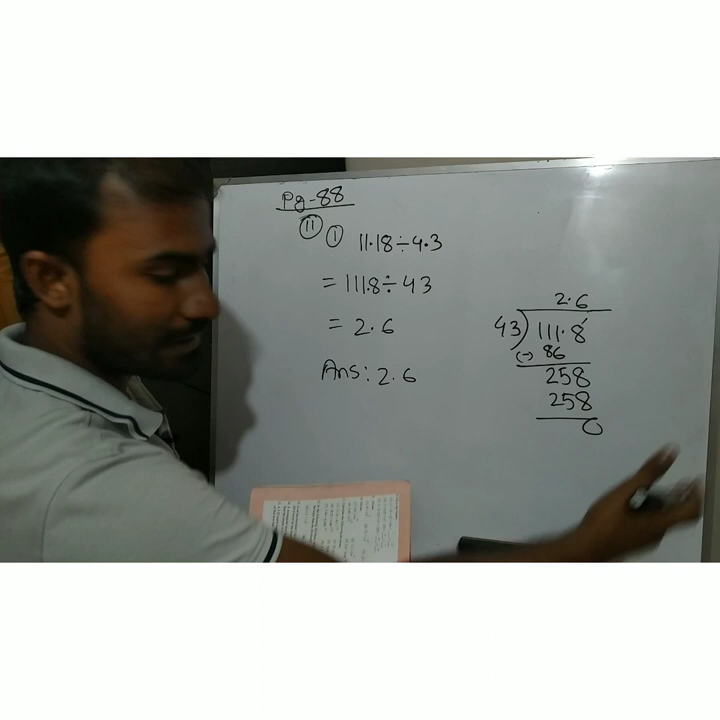 Pg-88
11 1 11.18÷4.3
= 111.8÷43
= 2.6
Ans: 2.6
2.6
43)111.8
(-) 86
258
258
0